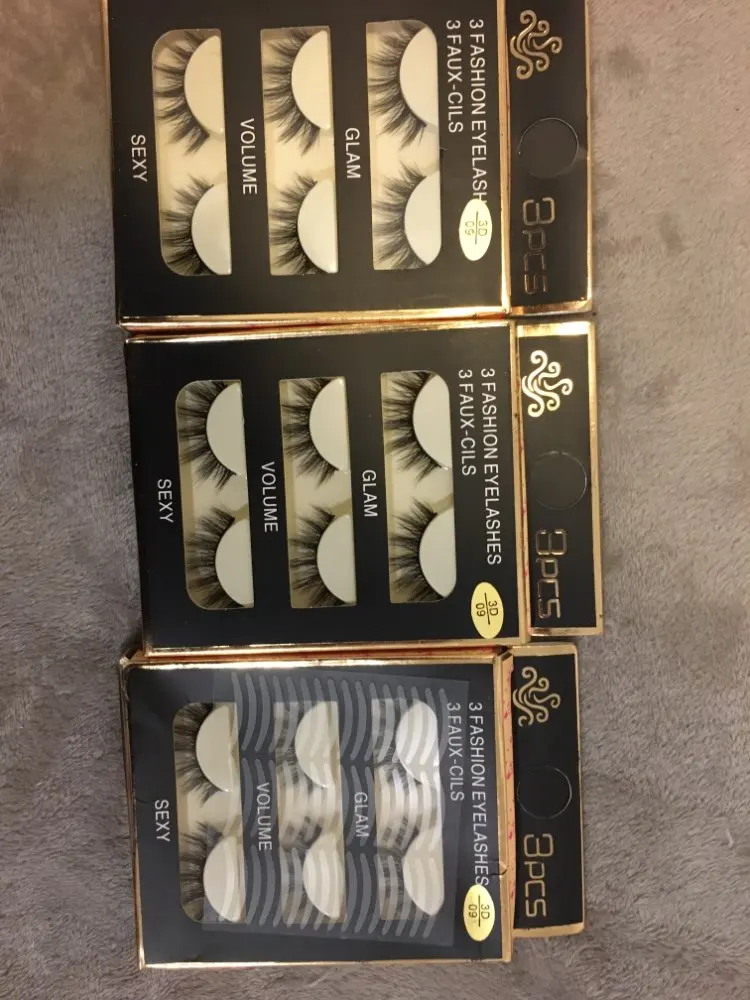 3PCS
3 FASHION EYELASH
3 FAUX-CILS
3D
09
GLAM
VOLUME
SEXY
3PCS
3 FASHION EYELASHES
3 FAUX-CILS
3D
09
GLAM
VOLUME
SEXY
3PCS
3 FASHION EYELASHES
3 FAUX-CILS
3D
09
GLAM
VOLUME
SEXY